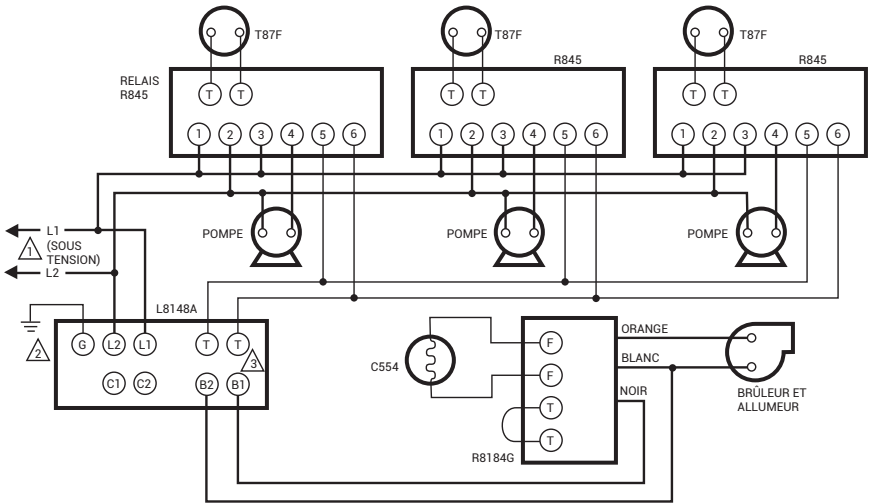 T87F T87F T87F
RELAIS
R845
R845
R845
T T T T T T
1 2 3 4 5 6 1 2 3 4 5 6 1 2 3 4 5 6
POMPE POMPE POMPE
L1
1 (SOUS
TENSION)
L2
L8148A
2
G L2 L1 T T
3
C1 C2 B2 B1
C554
F
F
T
T
R8184G
ORANGE
BLANC
NOIR
BRÛLEUR ET
ALLUMEUR